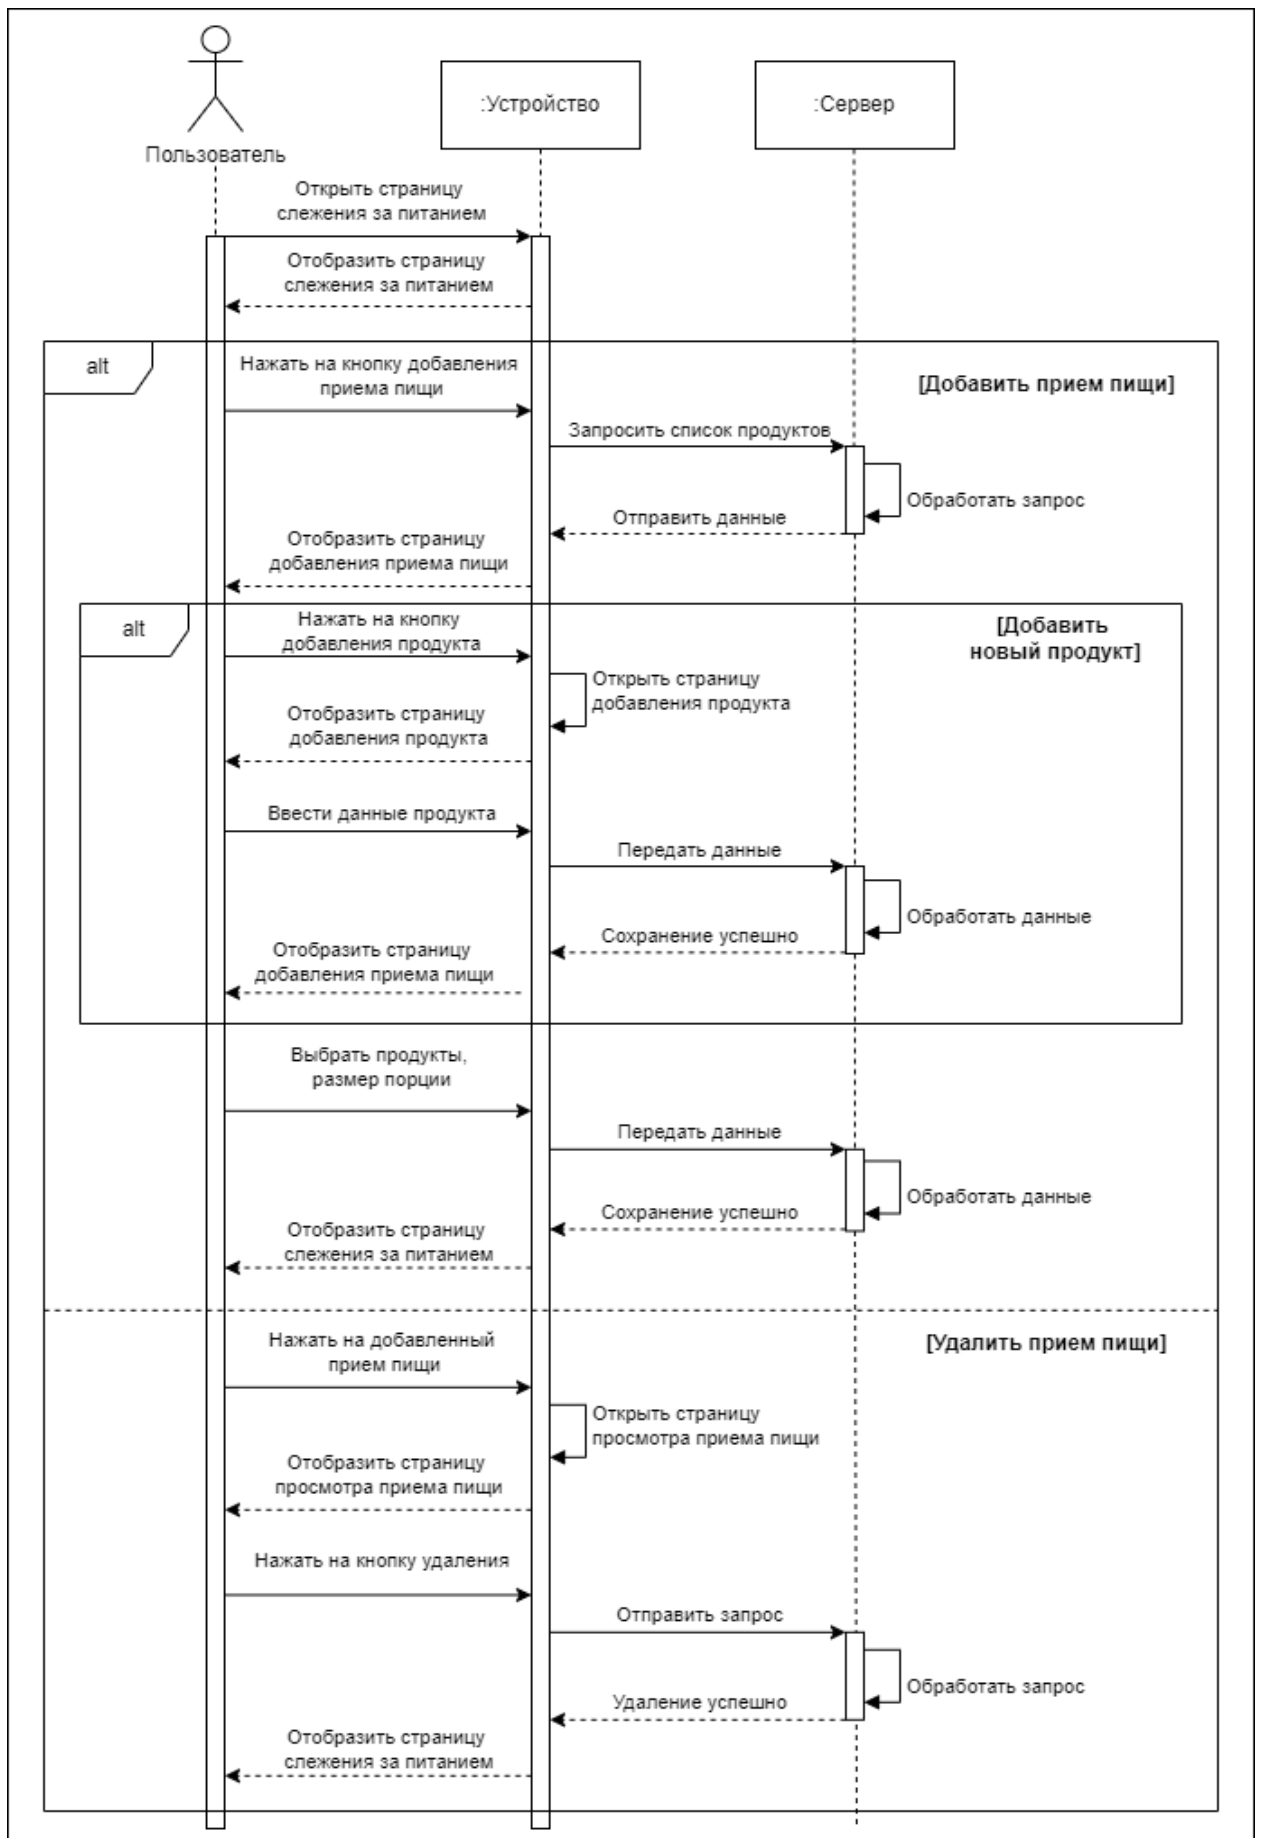 :Устройство
:Сервер
Пользователь
Открыть страницу
слежения за питанием
Отобразить страницу
слежения за питанием
alt
Нажать на кнопку добавления
приема пищи
[Добавить прием пищи]
Запросить список продуктов
Обработать запрос
Отправить данные
Отобразить страницу
добавления приема пищи
alt
Нажать на кнопку
добавления продукта
[Добавить
новый продукт]
Открыть страницу
добавления продукта
Отобразить страницу
добавления продукта
Ввести данные продукта
Передать данные
Обработать данные
Сохранение успешно
Отобразить страницу
добавления приема пищи
Выбрать продукты,
размер порции
Передать данные
Обработать данные
Сохранение успешно
Отобразить страницу
слежения за питанием
Нажать на добавленный
прием пищи
[Удалить прием пищи]
Открыть страницу
просмотра приема пищи
Отобразить страницу
просмотра приема пищи
Нажать на кнопку удаления
Отправить запрос
Обработать запрос
Удаление успешно
Отобразить страницу
слежения за питанием